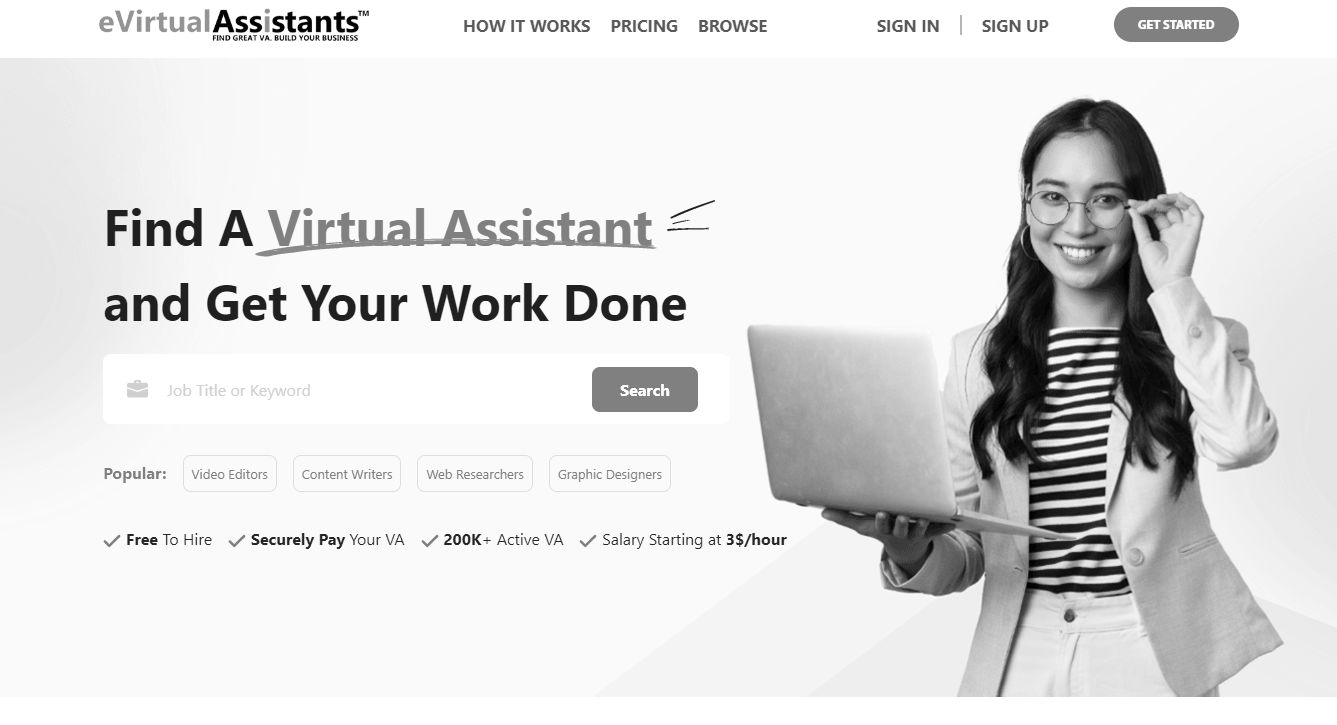 eVirtualAssistants™
FIND GREAT VA. BUILD YOUR BUSINESS
HOW IT WORKS
PRICING
BROWSE
SIGN IN
SIGN UP
GET STARTED
Find A Virtual Assistant
and Get Your Work Done
Job Title or Keyword
Search
Popular:
Video Editors
Content Writers
Web Researchers
Graphic Designers
Free To Hire
Securely Pay Your VA
200K+ Active VA
Salary Starting at 3$/hour